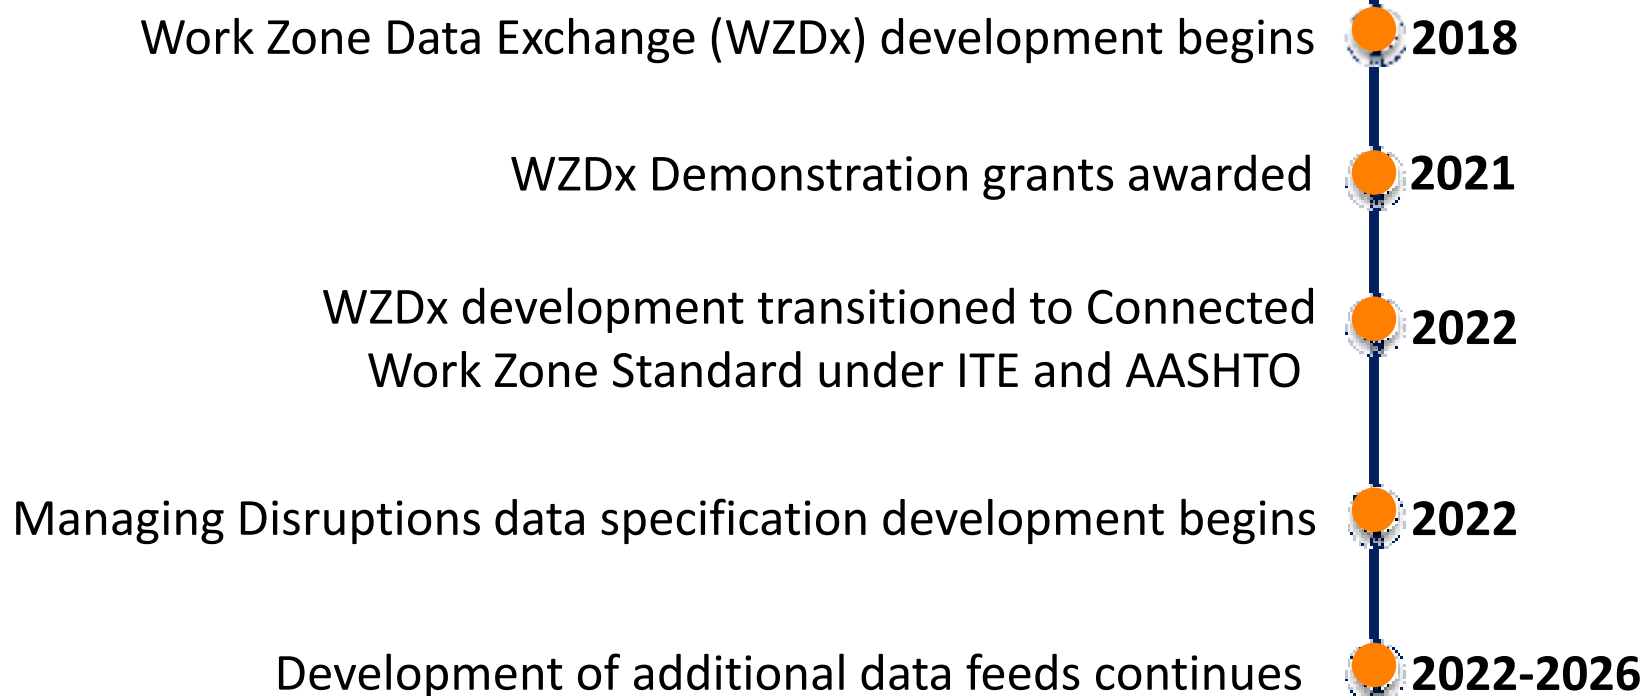 Work Zone Data Exchange (WZDx) development begins 2018
WZDx Demonstration grants awarded 2021
WZDx development transitioned to Connected
Work Zone Standard under ITE and AASHTO
2022
Managing Disruptions data specification development begins 2022
Development of additional data feeds continues 2022-2026